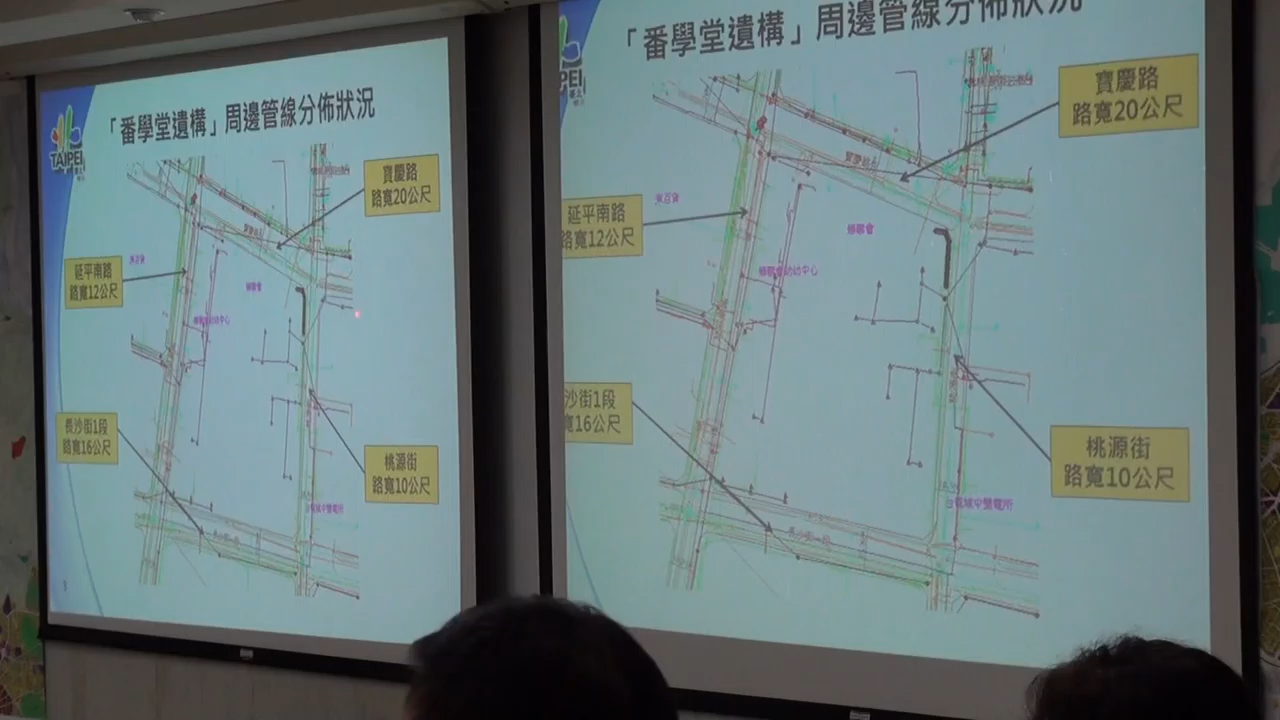 「番學堂遺構」周邊管線分佈狀況
TAIPEI
寶慶路
路寬20公尺
延平南路
路寬12公尺
長沙街1段
路寬16公尺
桃源街
路寬10公尺
「番學堂遺構」周邊管線分佈狀況
寶慶路
路寬20公尺
延平南路
路寬12公尺
修聯會
沙街1段
寬16公尺
桃源街
路寬10公尺